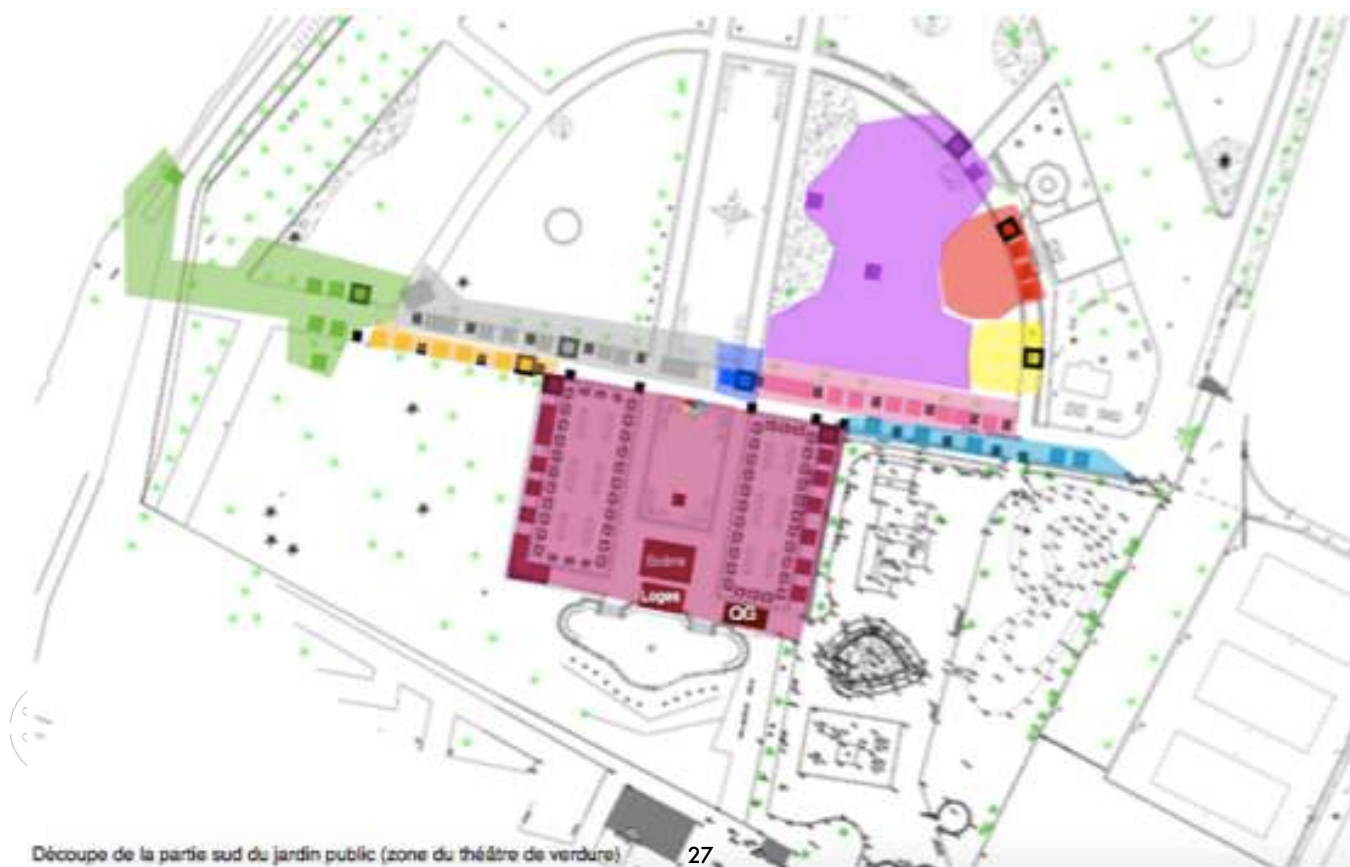 Scène
Loges
QG
Découpe de la partie sud du jardin public (zone du théâtre de verdure)
27